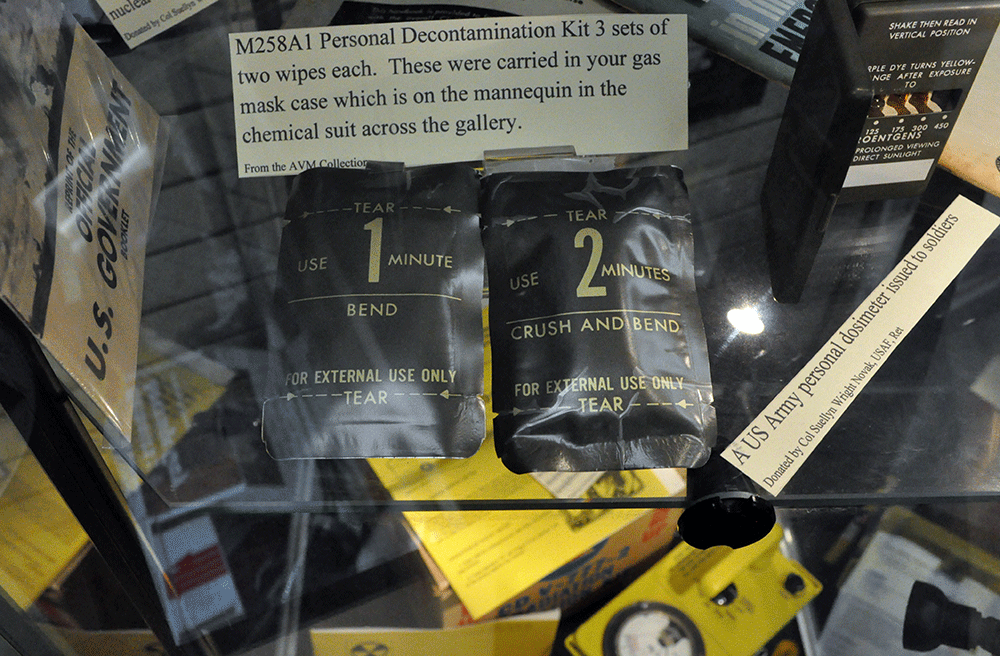 nuclear
Donated by Col Suellyn
M258A1 Personal Decontamination Kit 3 sets of
two wipes each. These were carried in your gas
mask case which is on the mannequin in the
chemical suit across the gallery.
From the AVM Collection
TEAR
USE 1 MINUTE
BEND
FOR EXTERNAL USE ONLY
TEAR
TEAR
USE 2 MINUTES
CRUSH AND BEND
FOR EXTERNAL USE ONLY
TEAR
OFFICIAL
U.S. GOVERNMENT
BOOKLET
SHAKE THEN READ IN
VERTICAL POSITION
DYE TURNS YELLOW-
AFTER EXPOSURE
TO
125 175 300 450
ROENTGENS
PROLONGED VIEWING
DIRECT SUNLIGHT
A US Army personal dosimeter issued to soldiers
Donated by Col Suellyn Wright Novak, USAF, Ret